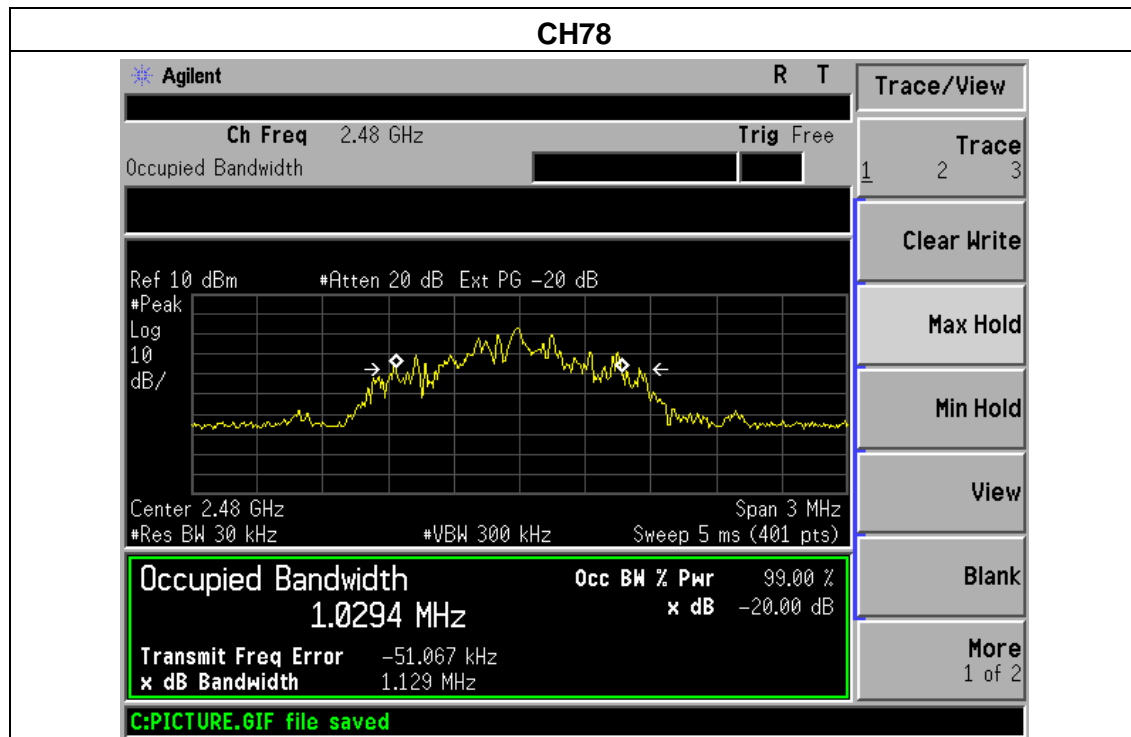 CH78
Agilent R T
Trace/View
Ch Freq 2.48 GHz Trig Free
Occupied Bandwidth
Trace
1 2 3
Clear Write
Ref 10 dBm #Atten 20 dB Ext PG -20 dB
#Peak
Log
10
dB/
Max Hold
Min Hold
View
Center 2.48 GHz Span 3 MHz
#Res BW 30 kHz #VBW 300 kHz Sweep 5 ms (401 pts)
Occupied Bandwidth Occ BW % Pwr 99.00 %
1.0294 MHz x dB -20.00 dB
Blank
Transmit Freq Error -51.067 kHz
x dB Bandwidth 1.129 MHz
More
1 of 2
C:PICTURE.GIF file saved